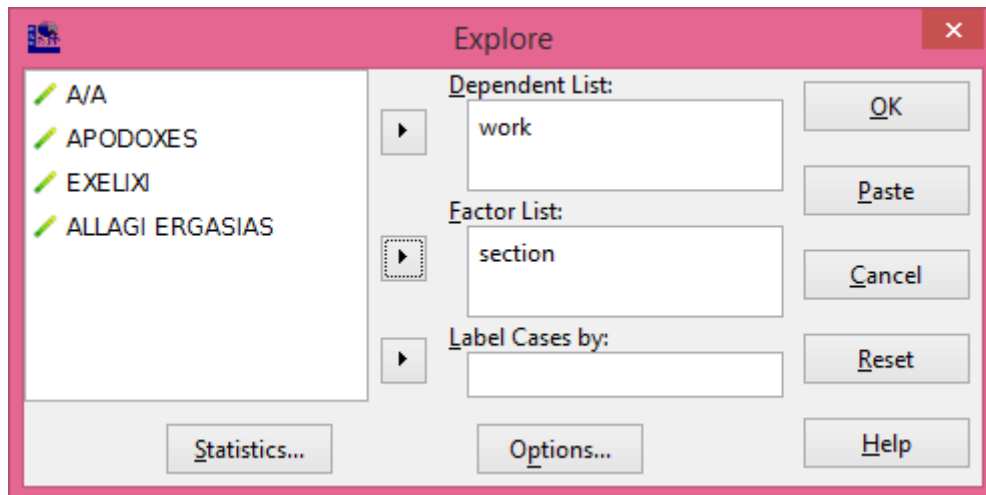 Explore
A/A
APODOXES
EXELIXI
ALLAGI ERGASIAS
Dependent List:
work
Factor List:
section
Label Cases by:
OK
Paste
Cancel
Reset
Help
Statistics...
Options...